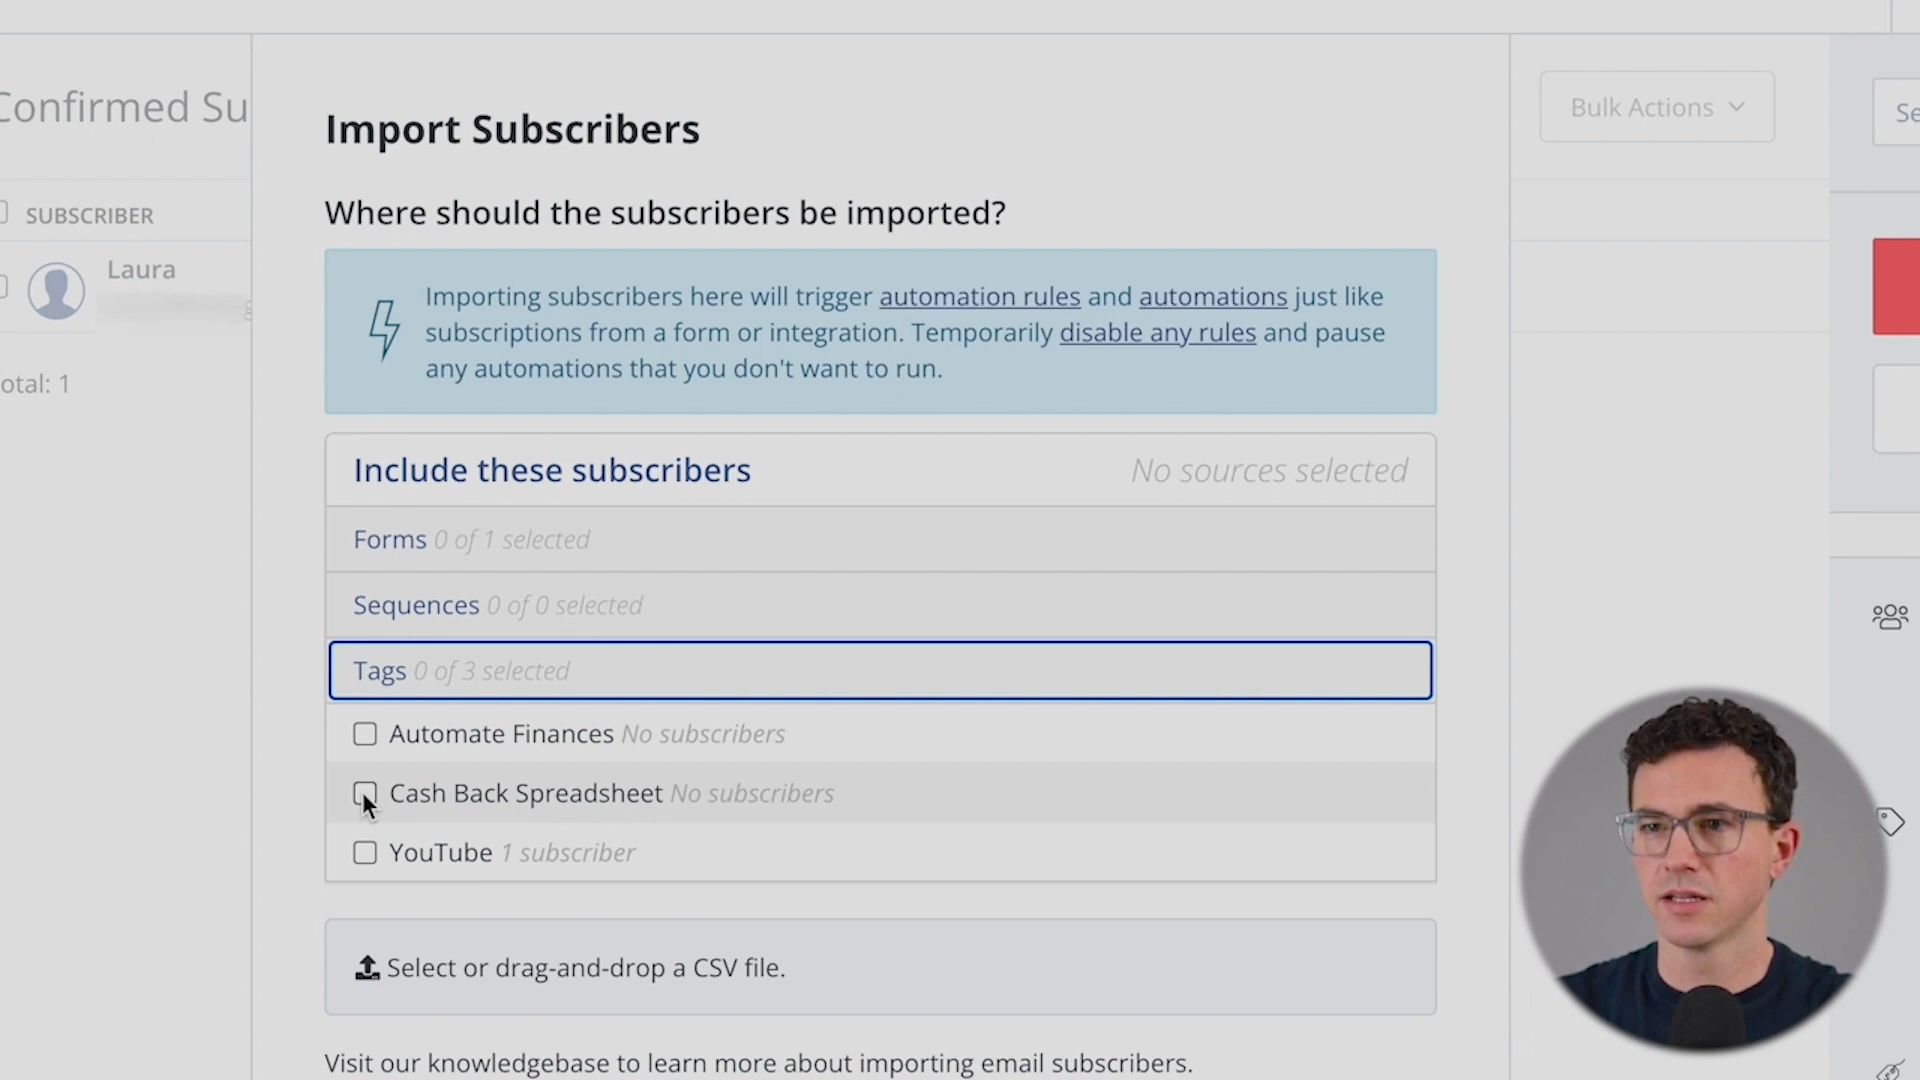 Confirmed Su
Bulk Actions
Se
SUBSCRIBER
Laura
otal: 1
Import Subscribers
Where should the subscribers be imported?
Importing subscribers here will trigger automation rules and automations just like
subscriptions from a form or integration. Temporarily disable any rules and pause
any automations that you don't want to run.
Include these subscribers No sources selected
Forms 0 of 1 selected
Sequences 0 of 0 selected
Tags 0 of 3 selected
Automate Finances No subscribers
Cash Back Spreadsheet No subscribers
YouTube 1 subscriber
Select or drag-and-drop a CSV file.
Visit our knowledgebase to learn more about importing email subscribers.